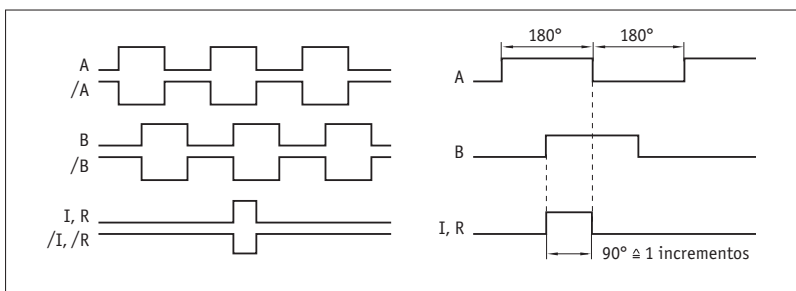 A
/A
B
/B
I, R
/I, /R
180° 180°
A
B
I, R
90° ≙ 1 incrementos